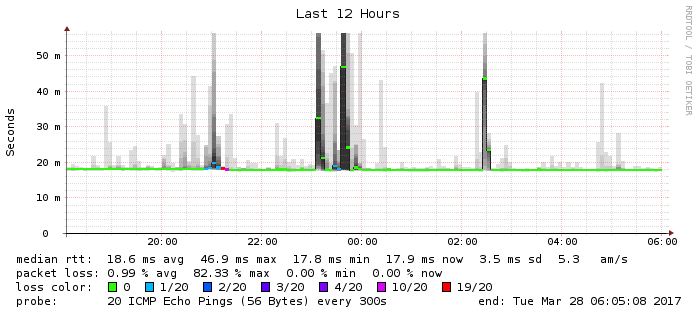 Last 12 Hours
RRDTOOL / TOBI OETIKER
Seconds
50 m
40 m
30 m
20 m
10 m
0
20:00 22:00 00:00 02:00 04:00 06:00
median rtt: 18.6 ms avg 46.9 ms max 17.8 ms min 17.9 ms now 3.5 ms sd 5.3 am/s
packet loss: 0.99 % avg 82.33 % max 0.00 % min 0.00 % now
loss color: 0 1/20 2/20 3/20 4/20 10/20 19/20
probe: 20 ICMP Echo Pings (56 Bytes) every 300s end: Tue Mar 28 06:05:08 2017